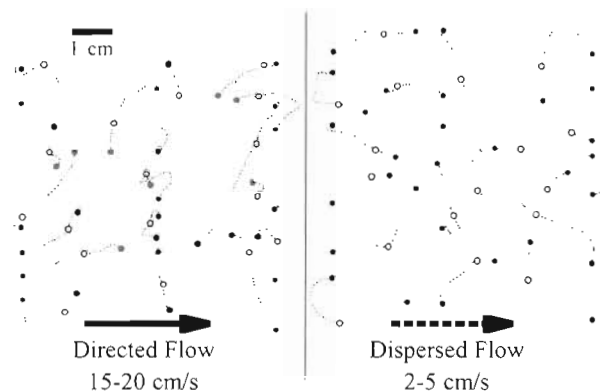 1 cm
Directed Flow
15-20 cm/s
Dispersed Flow
2-5 cm/s